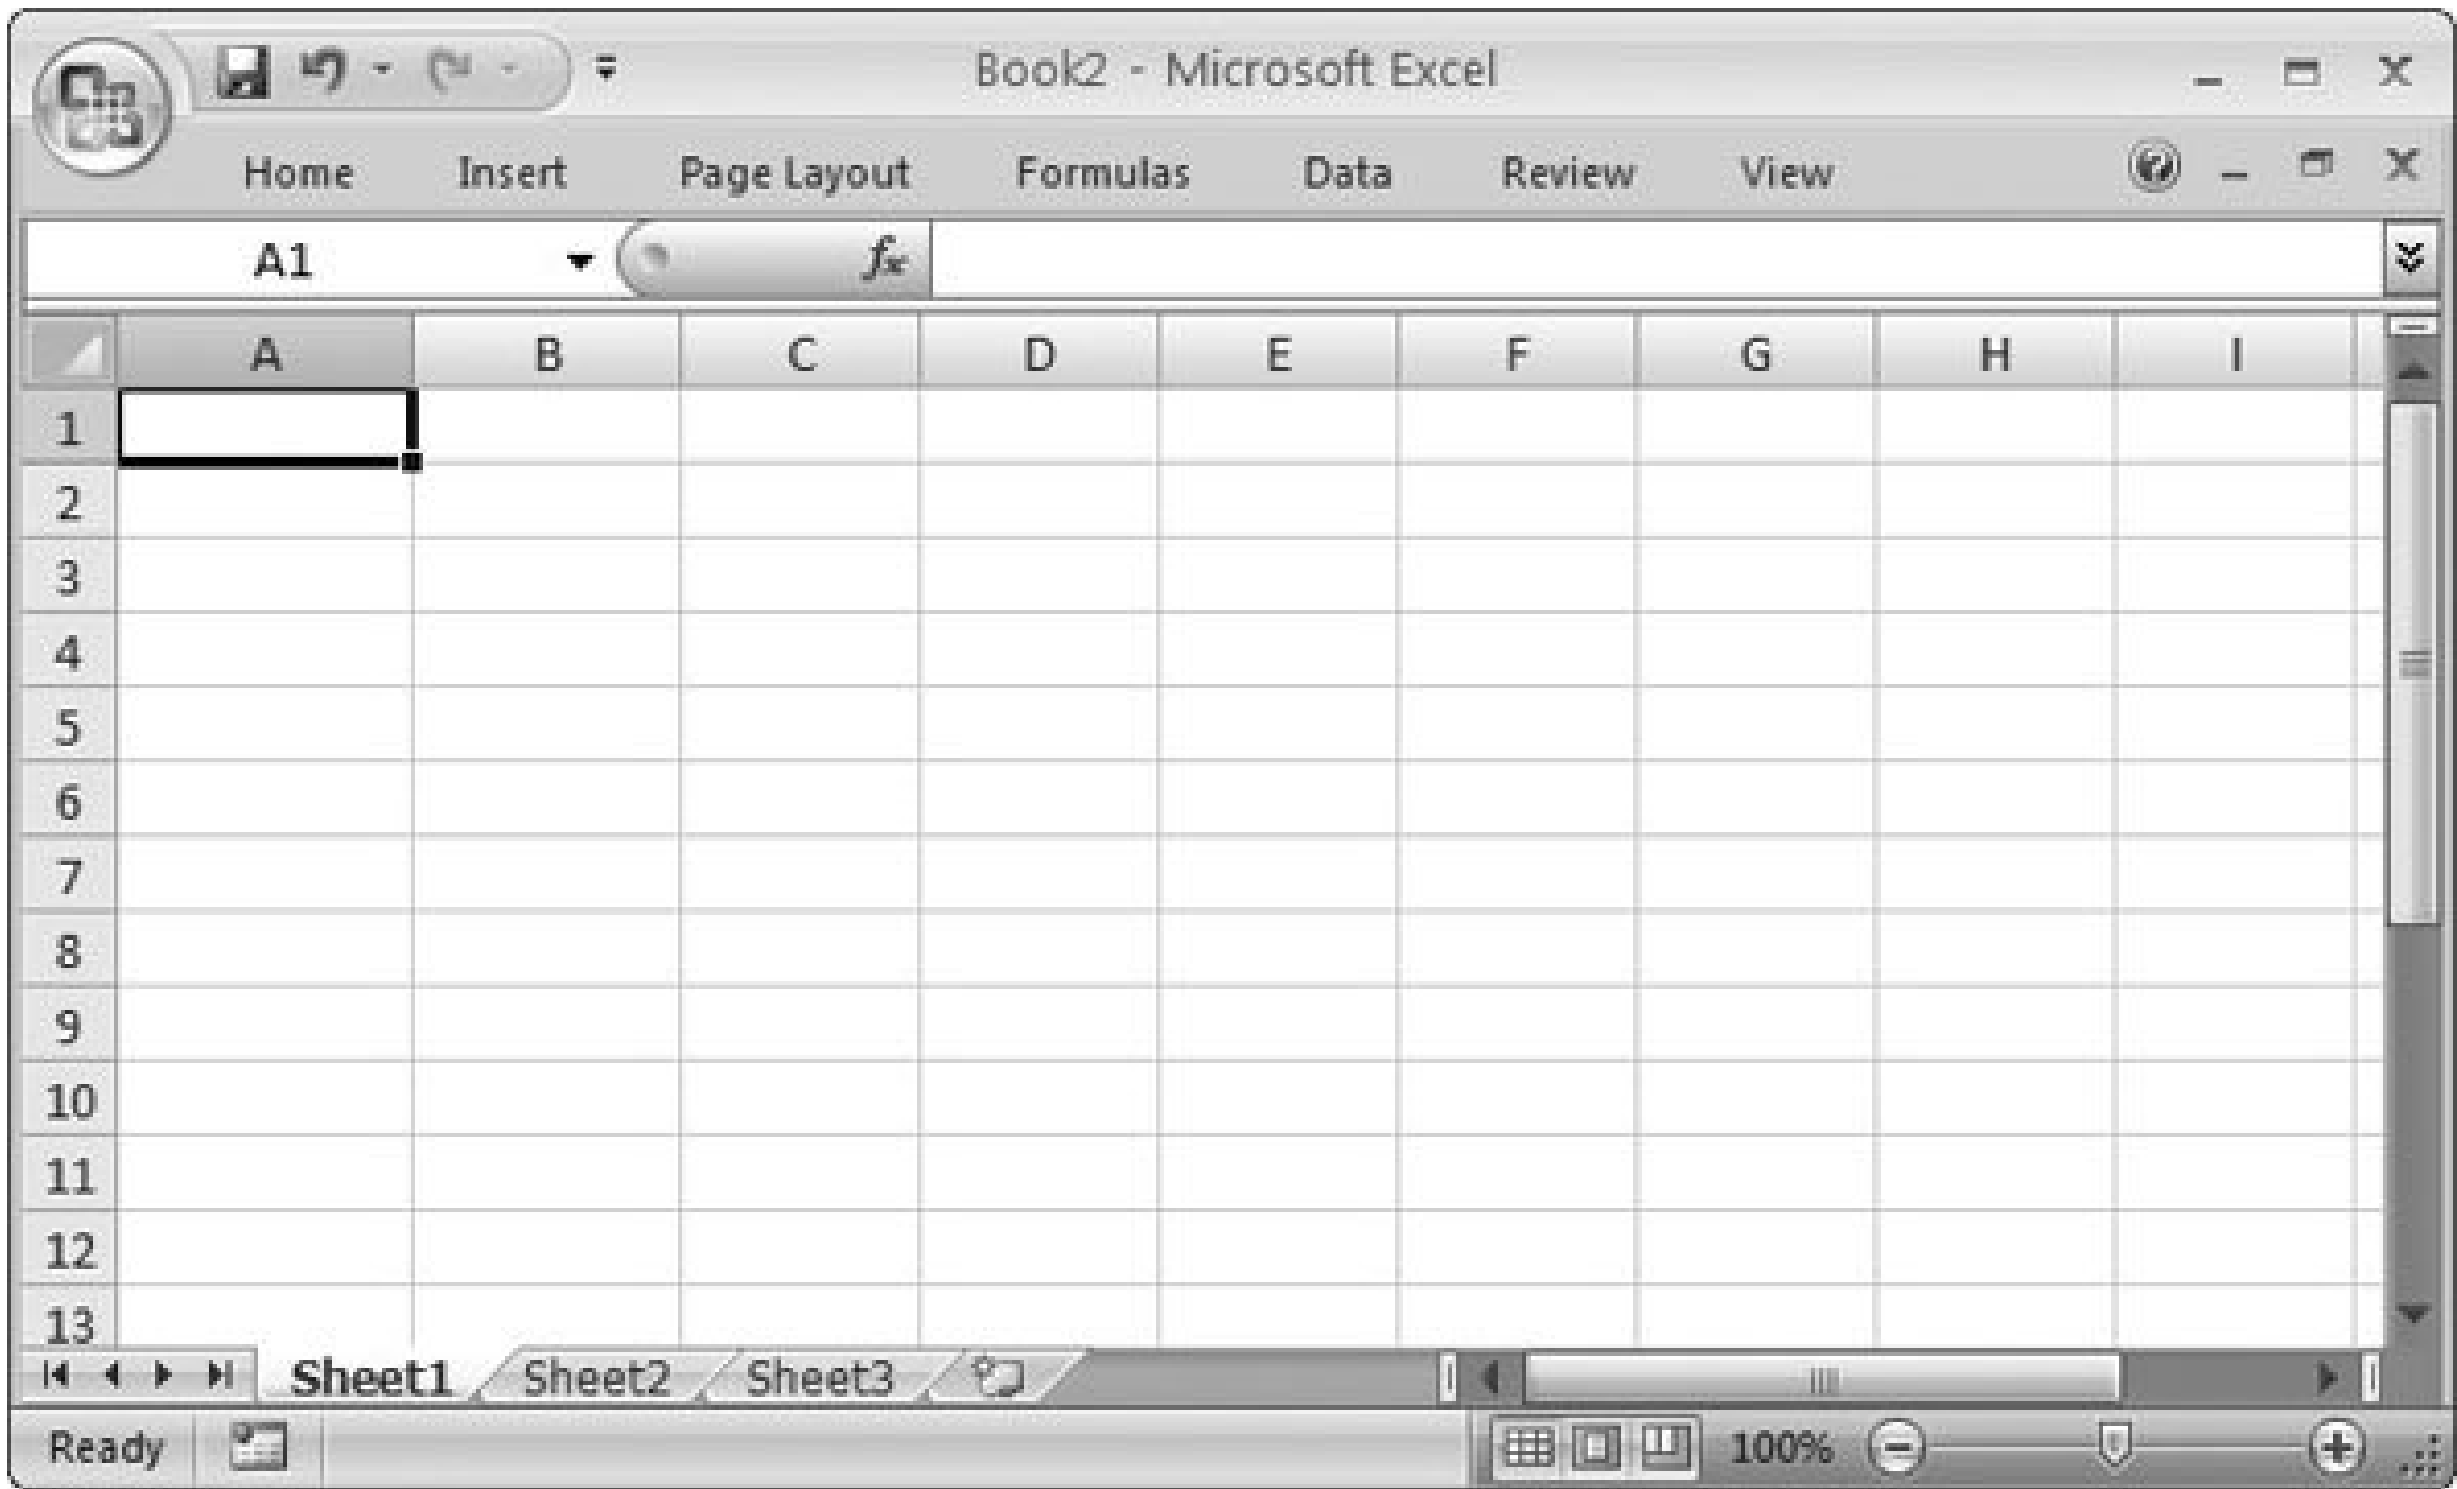 Book2 - Microsoft Excel
Home Insert Page Layout Formulas Data Review View
A1 fx
A B C D E F G H I
1
2
3
4
5
6
7
8
9
10
11
12
13
Sheet1 Sheet2 Sheet3
Ready 100%